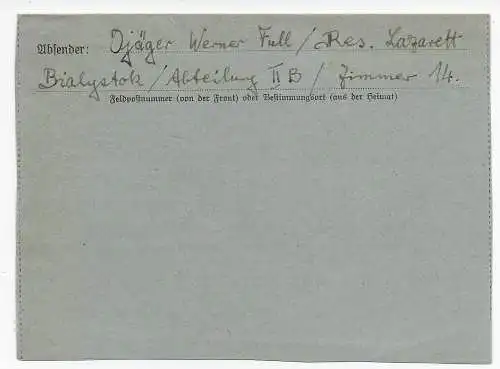 Absender: Ojäger Werner Full / Res. Lazarett
Bialystok / Abteilung II B / Zimmer 14.
Feldpostnummer (von der Front) oder Bestimmungsort (aus der Heimat)